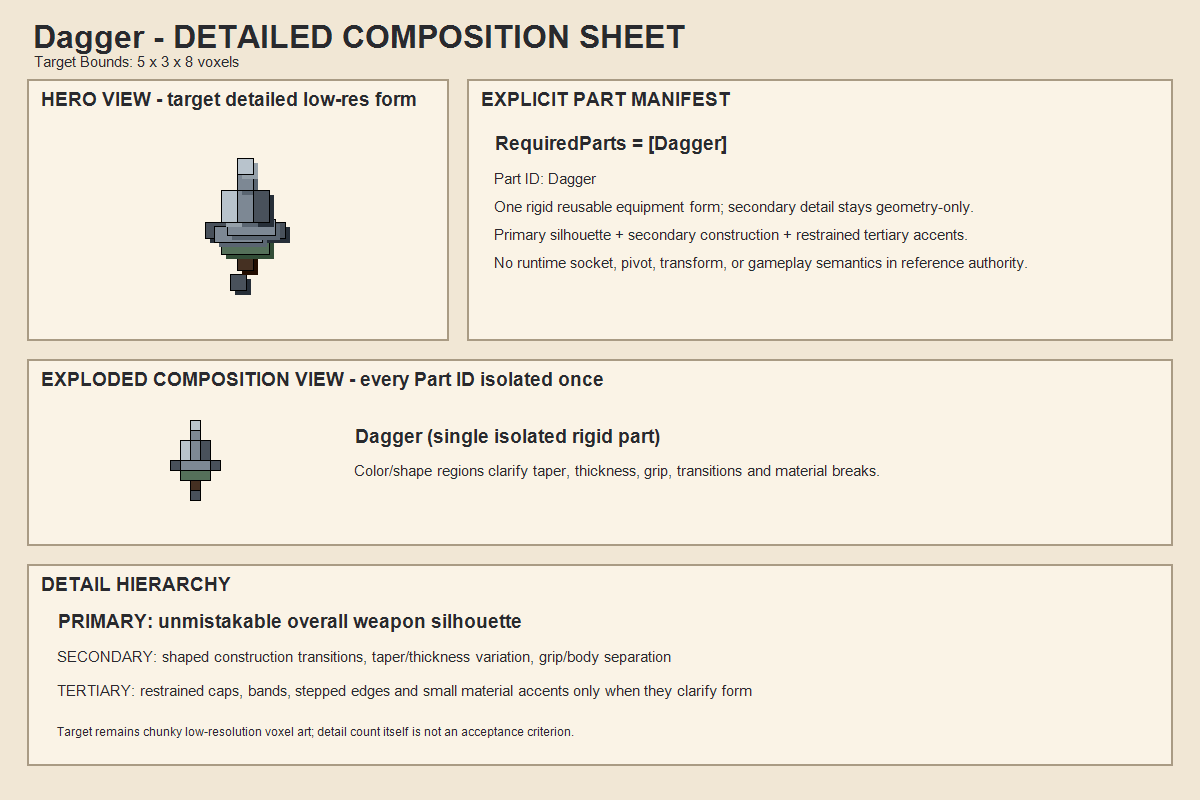 Dagger - DETAILED COMPOSITION SHEET
Target Bounds: 5 x 3 x 8 voxels
HERO VIEW - target detailed low-res form
EXPLICIT PART MANIFEST
RequiredParts = [Dagger]
Part ID: Dagger
One rigid reusable equipment form; secondary detail stays geometry-only.
Primary silhouette + secondary construction + restrained tertiary accents.
No runtime socket, pivot, transform, or gameplay semantics in reference authority.
EXPLODED COMPOSITION VIEW - every Part ID isolated once
Dagger (single isolated rigid part)
Color/shape regions clarify taper, thickness, grip, transitions and material breaks.
DETAIL HIERARCHY
PRIMARY: unmistakable overall weapon silhouette
SECONDARY: shaped construction transitions, taper/thickness variation, grip/body separation
TERTIARY: restrained caps, bands, stepped edges and small material accents only when they clarify form
Target remains chunky low-resolution voxel art; detail count itself is not an acceptance criterion.